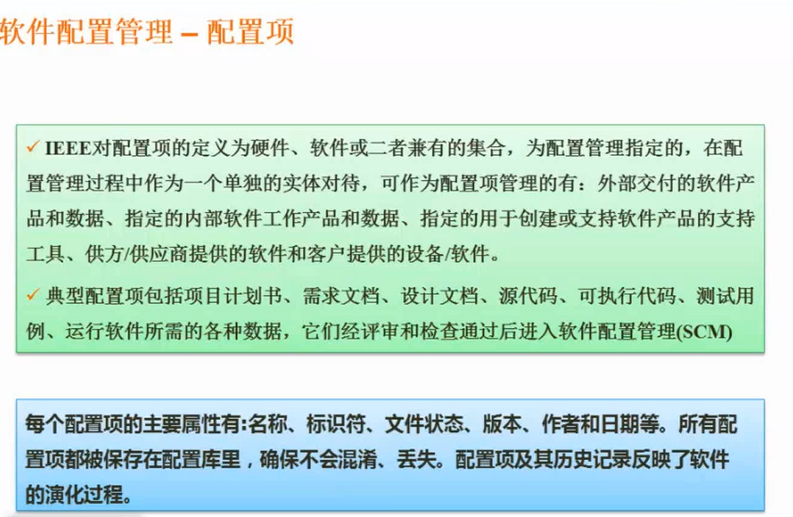 软件配置管理 – 配置项
✓ IEEE对配置项的定义为硬件、软件或二者兼有的集合，为配置管理指定的，在配
置管理过程中作为一个单独的实体对待，可作为配置项管理的有：外部交付的软件产
品和数据、指定的内部软件工作产品和数据、指定的用于创建或支持软件产品的支持
工具、供方/供应商提供的软件和客户提供的设备/软件。
✓ 典型配置项包括项目计划书、需求文档、设计文档、源代码、可执行代码、测试用
例、运行软件所需的各种数据，它们经评审和检查通过后进入软件配置管理(SCM)
每个配置项的主要属性有:名称、标识符、文件状态、版本、作者和日期等。所有配
置项都被保存在配置库里，确保不会混淆、丢失。配置项及其历史记录反映了软件
的演化过程。